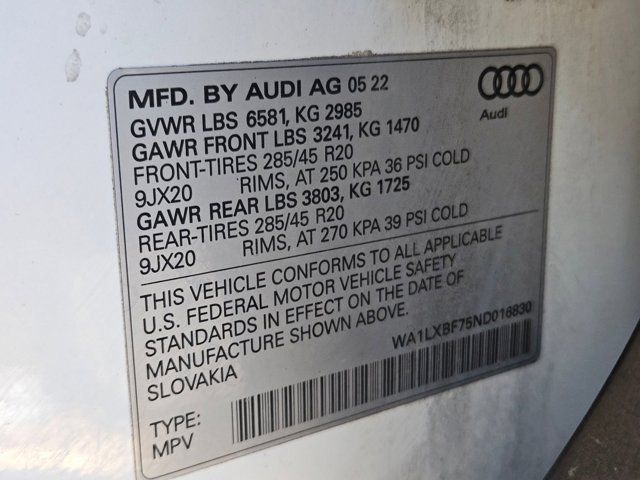 MFD. BY AUDI AG 05 22
Audi
GVWR LBS 6581, KG 2985
GAWR FRONT LBS 3241, KG 1470
FRONT-TIRES 285/45 R20
9JX20 RIMS, AT 250 KPA 36 PSI COLD
GAWR REAR LBS 3803, KG 1725
REAR-TIRES 285/45 R20
9JX20 RIMS, AT 270 KPA 39 PSI COLD
THIS VEHICLE CONFORMS TO ALL APPLICABLE
U.S. FEDERAL MOTOR VEHICLE SAFETY
STANDARDS IN EFFECT ON THE DATE OF
MANUFACTURE SHOWN ABOVE.
SLOVAKIA
WA1LXBF75ND016830
TYPE:
MPV